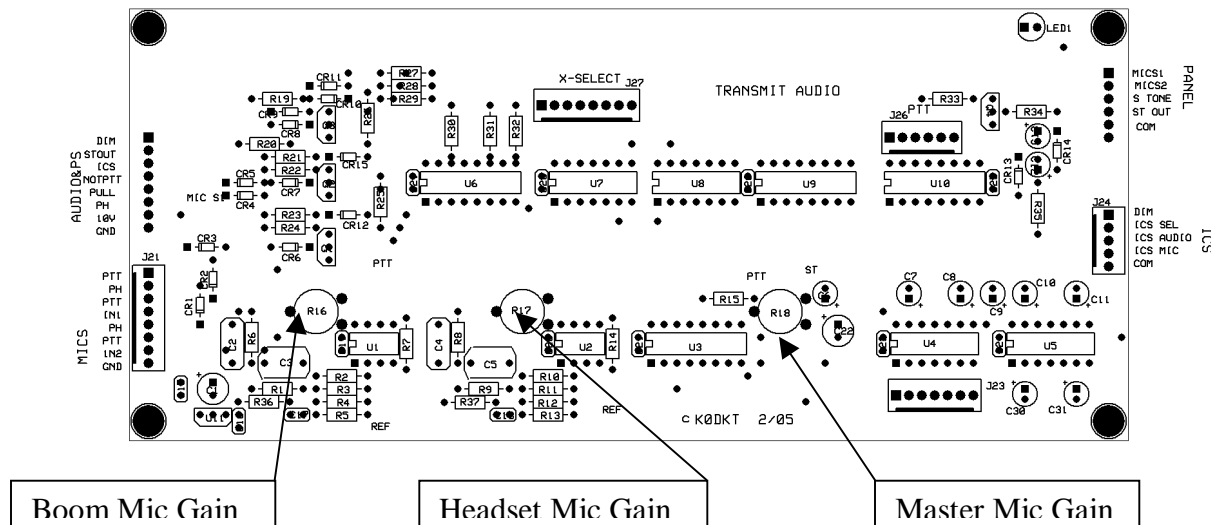 LED1
X-SELECT
J27
TRANSMIT AUDIO
PANEL
MICS1
MICS2
S TONE
ST OUT
COM
CR11
CR10
R27
R28
R29
R19
CR8
R20
R21
R22
CR15
CR5
CR7
CR4
MIC S1
R23
R24
CR12
CR6
CR3
CR2
CR1
R30
R31
R32
R33
R34
PTT
J26
CR14
CR13
R35
U6
U7
U8
U9
U10
AUDIO&PS
DIM
STOUT
ICS
NOTPTT
PULL
PH
10V
GND
J24
DIM
ICS SEL
ICS AUDIO
ICS MIC
COM
ICS
PTT
PTT
ST
J21
MICS
PTT
PH
PTT
IN1
PH
PTT
IN2
GND
R16
R17
R15
R18
C22
C7
C8
C9
C10
C11
C2
R6
C3
U1
R7
C4
R8
C5
U2
R14
U3
U4
U5
R1
R36
R2
R3
R4
R5
REF
R9
R37
R10
R11
R12
R13
REF
J23
C30
C31
c K0DKT 2/05
Boom Mic Gain
Headset Mic Gain
Master Mic Gain